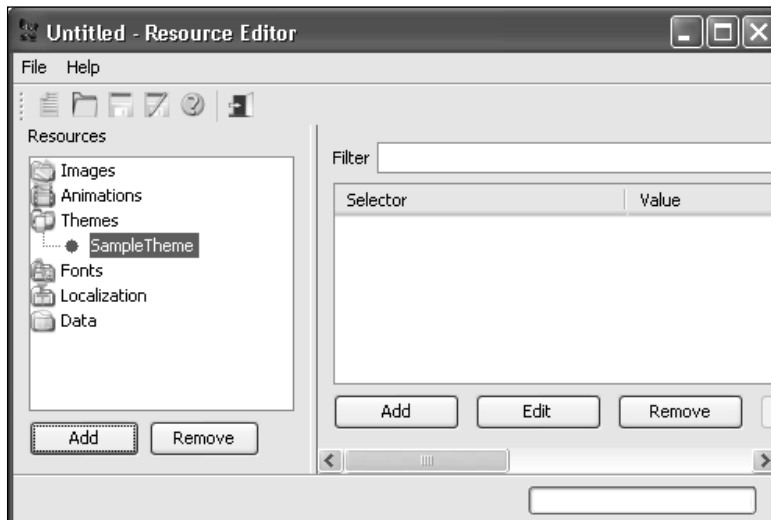 Untitled - Resource Editor
File Help
Resources
Images
Animations
Themes
SampleTheme
Fonts
Localization
Data
Add Remove
Filter
Selector Value
Add Edit Remove